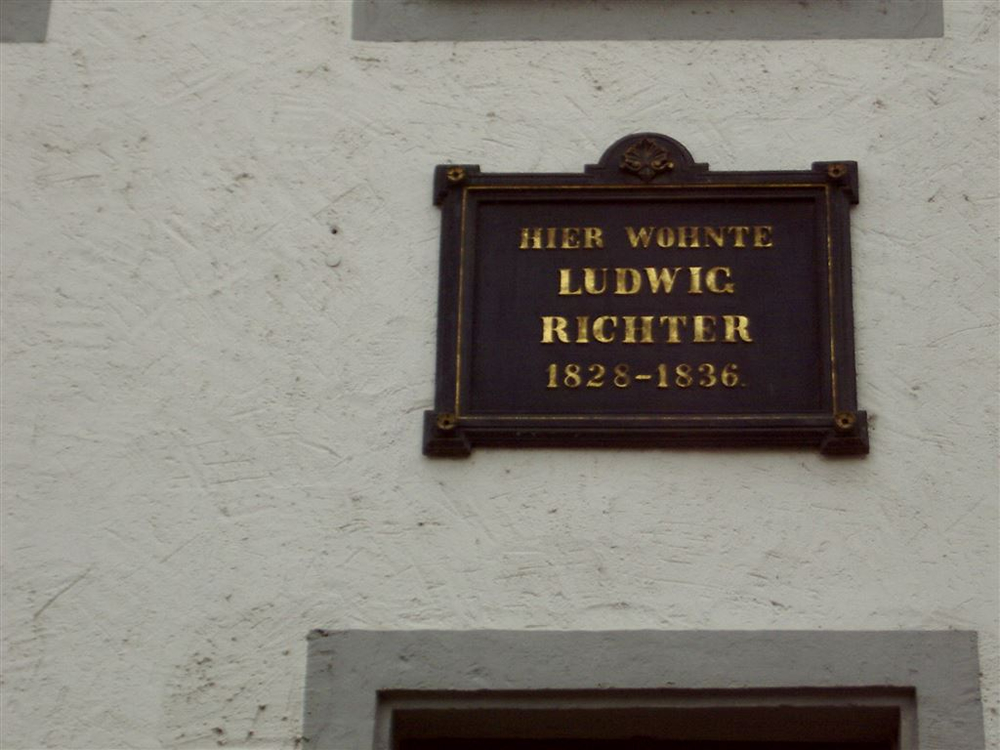 HIER WOHNTE
LUDWIG
RICHTER
1828-1836.